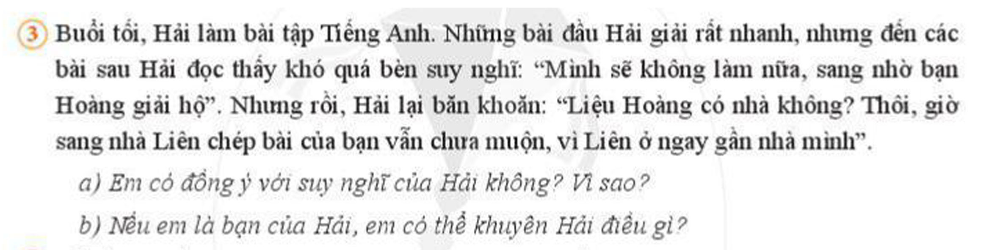 3 Buổi tối, Hải làm bài tập Tiếng Anh. Những bài đầu Hải giải rất nhanh, nhưng đến các
bài sau Hải đọc thấy khó quá bèn suy nghĩ: “Mình sẽ không làm nữa, sang nhờ bạn
Hoàng giải hộ”. Nhưng rồi, Hải lại băn khoăn: “Liệu Hoàng có nhà không? Thôi, giờ
sang nhà Liên chép bài của bạn vẫn chưa muộn, vì Liên ở ngay gần nhà mình”.
a) Em có đồng ý với suy nghĩ của Hải không? Vì sao?
b) Nếu em là bạn của Hải, em có thể khuyên Hải điều gì?